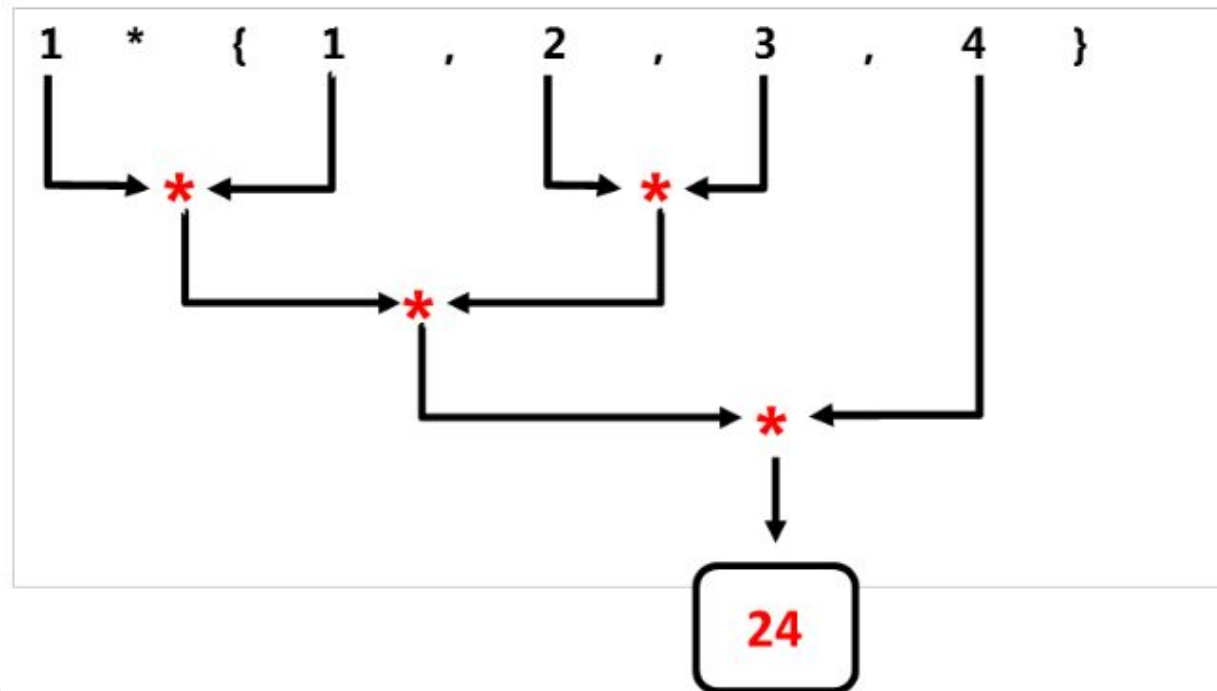 1 * { 1 , 2 , 3 , 4 }
* *
*
*
24